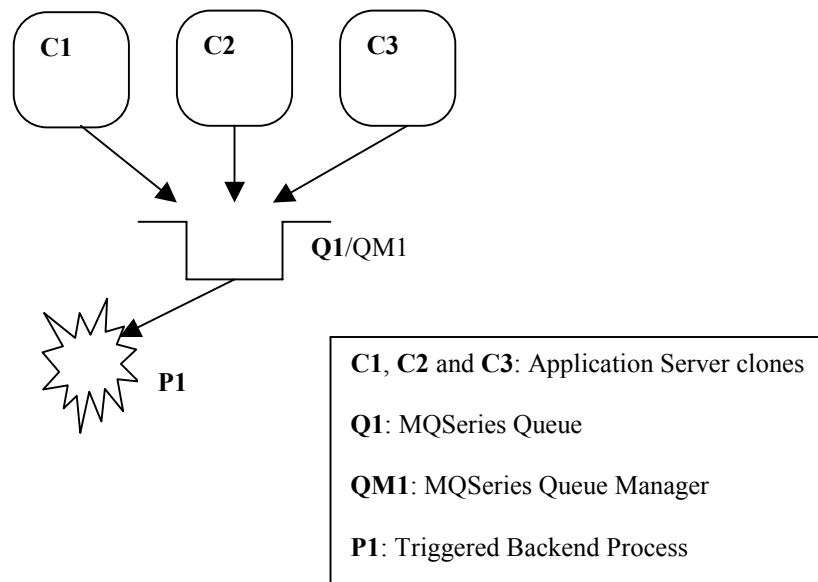 C1
C2
C3
Q1/QM1
P1
C1, C2 and C3: Application Server clones
Q1: MQSeries Queue
QM1: MQSeries Queue Manager
P1: Triggered Backend Process